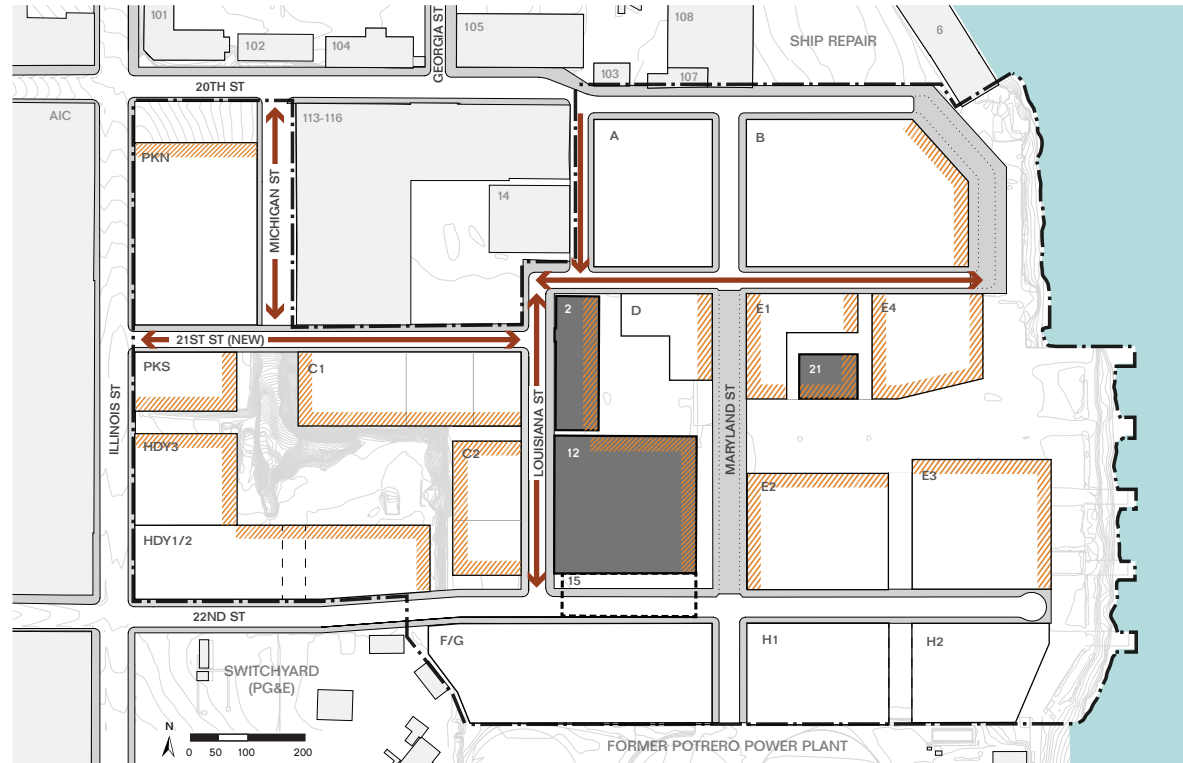 101
102
104
GEORGIA ST
105
108
103
107
SHIP REPAIR
6
20TH ST
AIC
113-116
A
B
PKN
MICHIGAN ST
14
2
D
E1
E4
21ST ST (NEW)
PKS
C1
21
ILLINOIS ST
LOUISIANA ST
MARYLAND ST
HDY3
C2
12
E2
E3
HDY1/2
15
22ND ST
F/G
H1
H2
SWITCHYARD
(PG&E)
N
0 50 100 200
FORMER POTRERO POWER PLANT